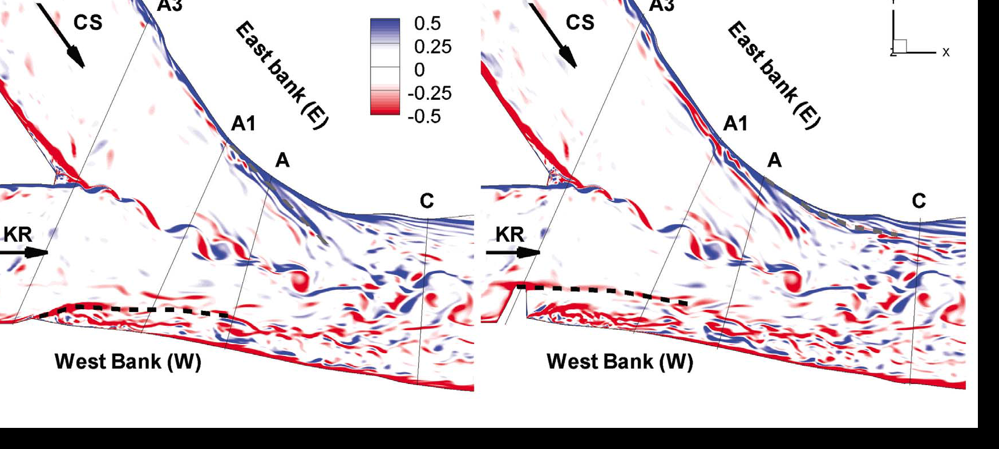 A3
CS
East bank (E)
0.5
0.25
0
-0.25
-0.5
A1
A
C
KR
West Bank (W)
A3
CS
East bank (E)
X
A1
A
C
KR
West Bank (W)